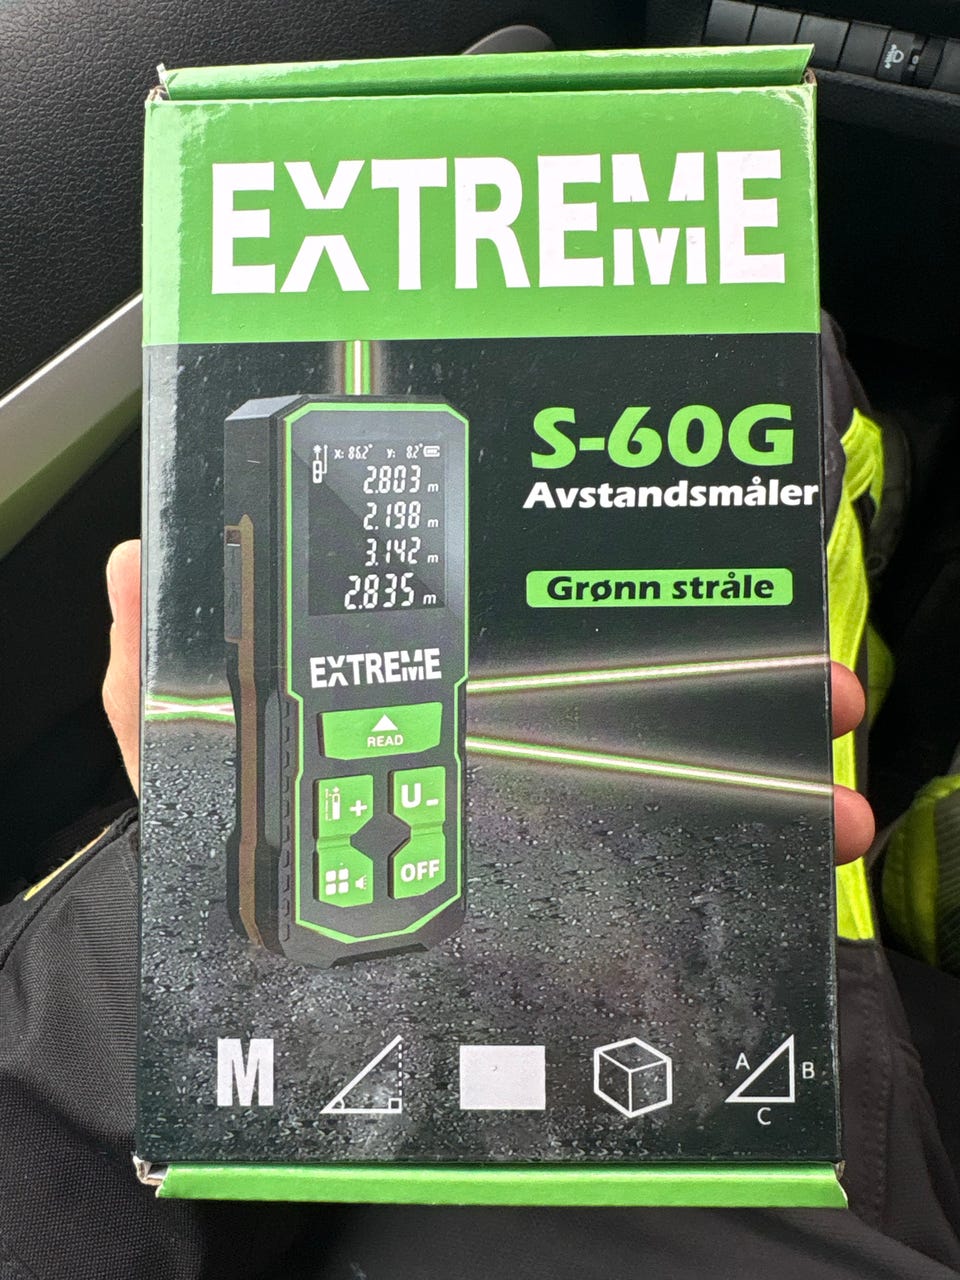 EXTREME
S-60G
Avstandsmåler
Grønn stråle
x: 86.2° y: 8.2°
2.803 m
2.198 m
3.142 m
2.835 m
EXTREME
READ
+
U -
OFF
M
A
B
C